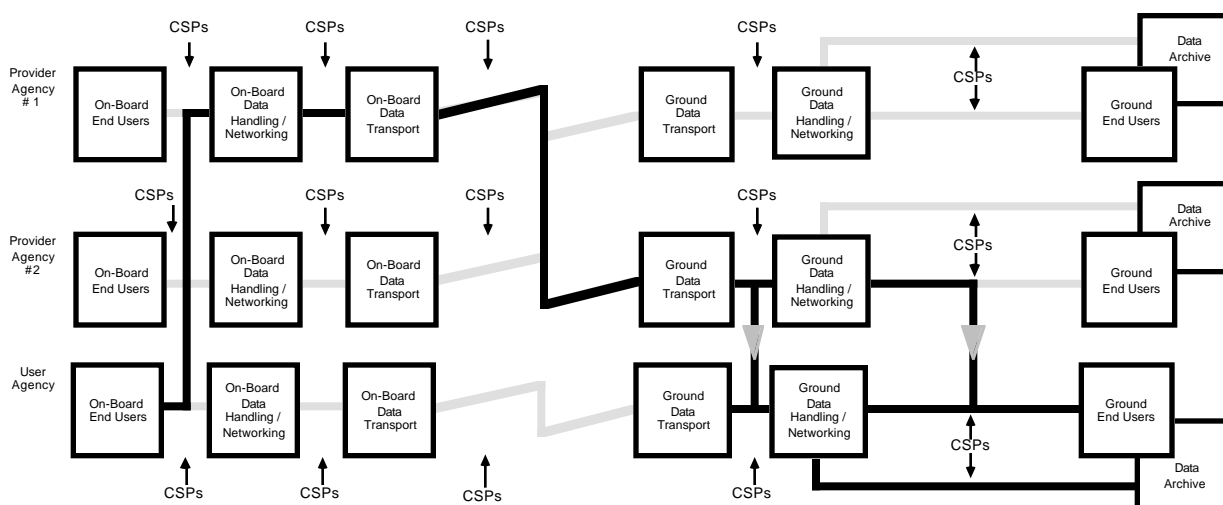 CSPs
CSPs
CSPs
CSPs
Data
Archive
Provider
Agency
# 1
On-Board
End Users
On-Board
Data
Handling /
Networking
On-Board
Data
Transport
Ground
Data
Transport
Ground
Data
Handling /
Networking
CSPs
Ground
End Users
CSPs
CSPs
CSPs
CSPs
Data
Archive
Provider
Agency
#2
On-Board
End Users
On-Board
Data
Handling /
Networking
On-Board
Data
Transport
Ground
Data
Transport
Ground
Data
Handling /
Networking
CSPs
Ground
End Users
User
Agency
On-Board
End Users
On-Board
Data
Handling /
Networking
On-Board
Data
Transport
Ground
Data
Transport
Ground
Data
Handling /
Networking
CSPs
Ground
End Users
CSPs
CSPs
CSPs
CSPs
Data
Archive